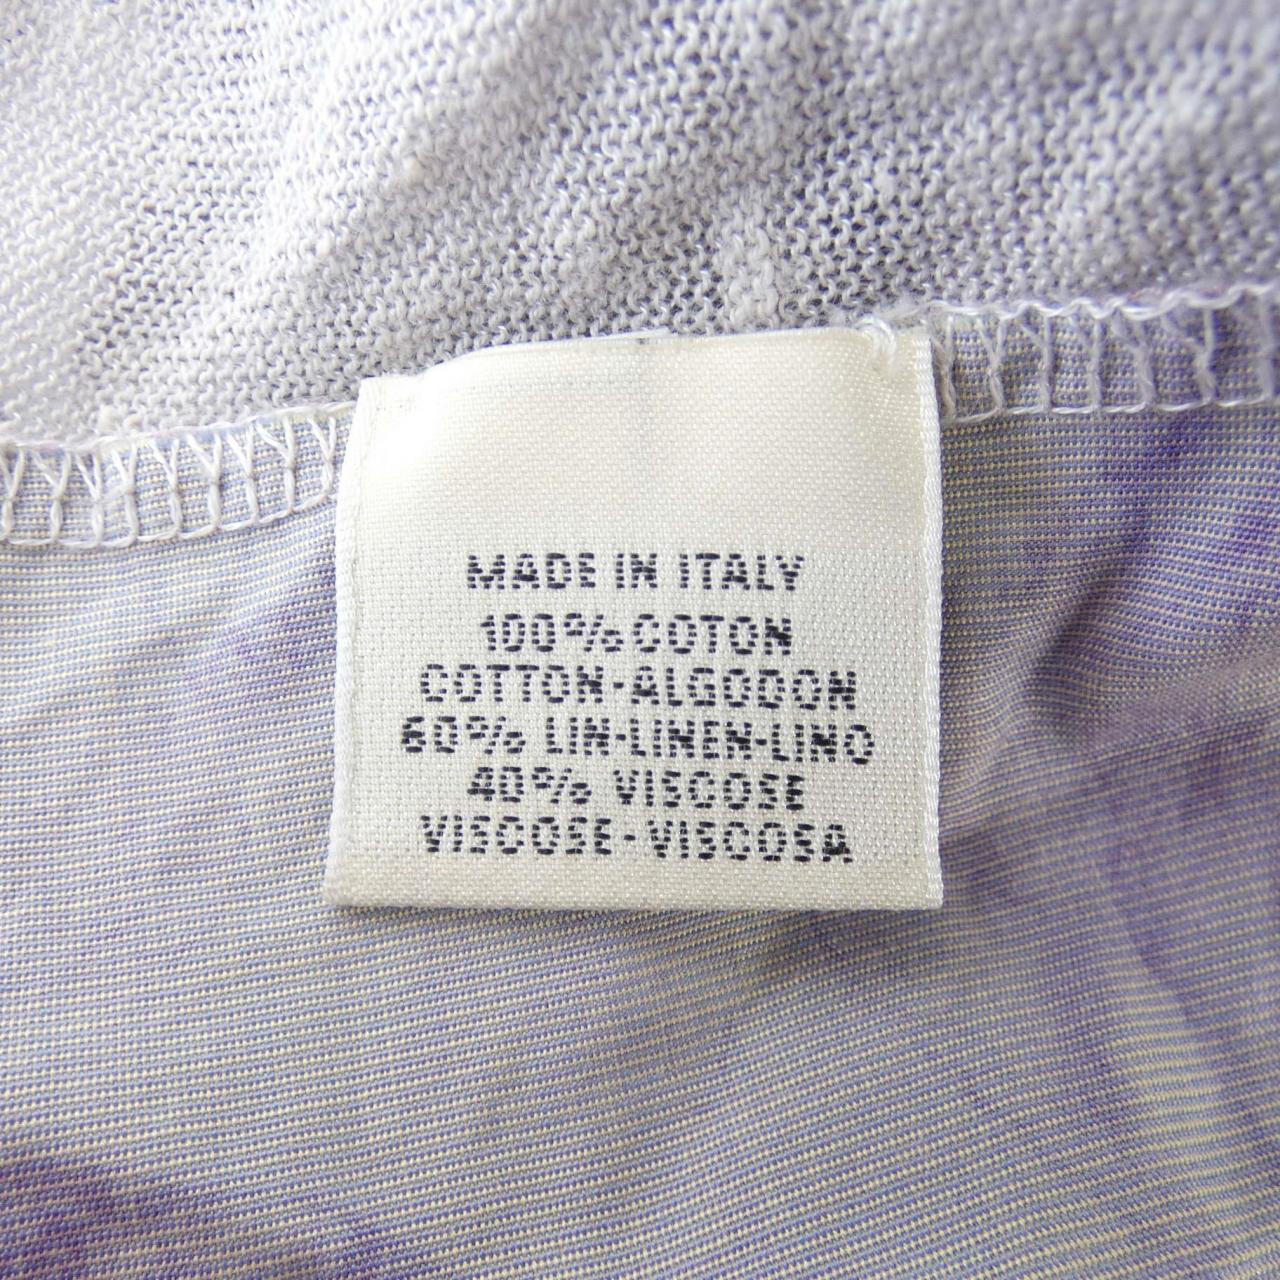 MADE IN ITALY
100% COTON
COTTON-ALGODON
60% LIN-LINEN-LINO
40% VISCOSE
VISCOSE-VISCOSA